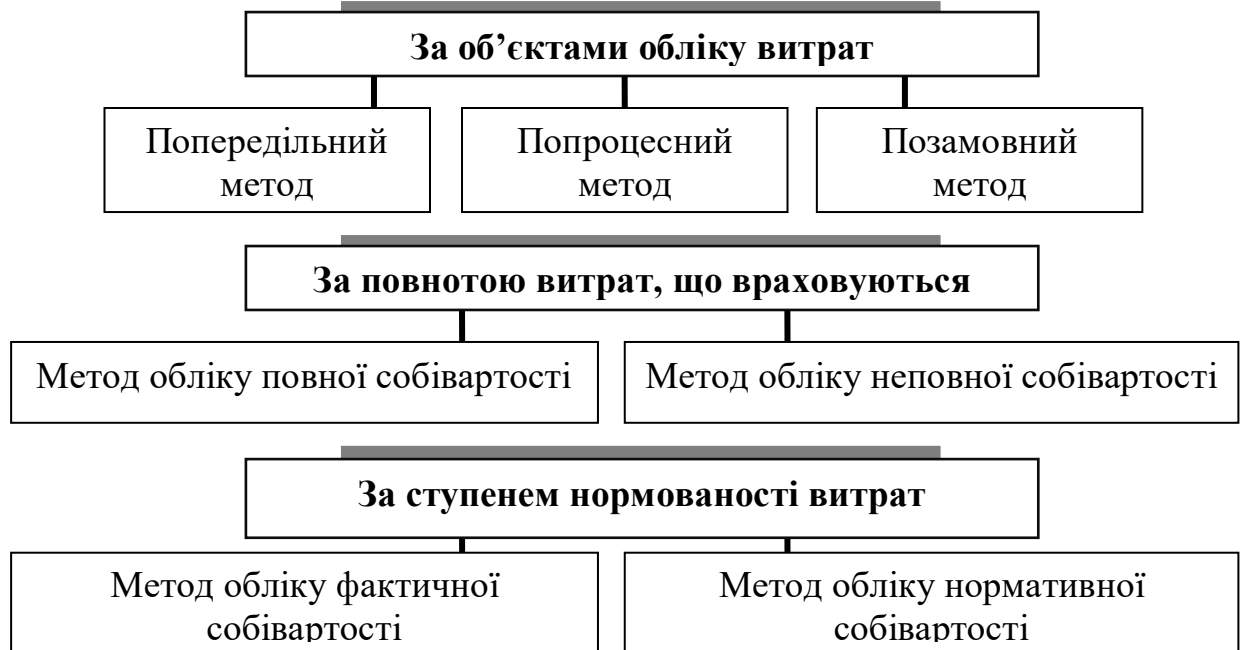 За об’єктами обліку витрат
Попередільний
метод
Попроцесний
метод
Позамовний
метод
За повнотою витрат, що враховуються
Метод обліку повної собівартості
Метод обліку неповної собівартості
За ступенем нормованості витрат
Метод обліку фактичної
собівартості
Метод обліку нормативної
собівартості